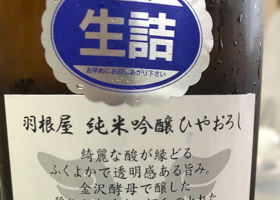 生詰
お早めにお召しあがり下さい
羽根屋 純米吟醸 ひやおろし
綺麗な酸が縁どる
ふくよかで透明感ある旨み。
金沢酵母で醸した